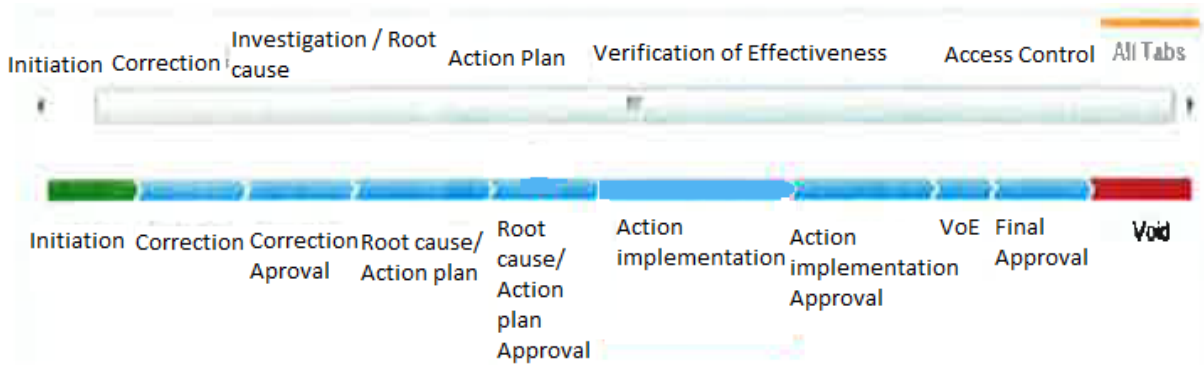 Initiation
Correction
Investigation / Root
cause
Action Plan
Verification of Effectiveness
Access Control
All Tabs
Initiation
Correction
Correction
Aproval
Root cause/
Action plan
Root
cause/
Action
plan
Approval
Action
implementation
Action
implementation
Approval
VoE
Final
Approval
Void